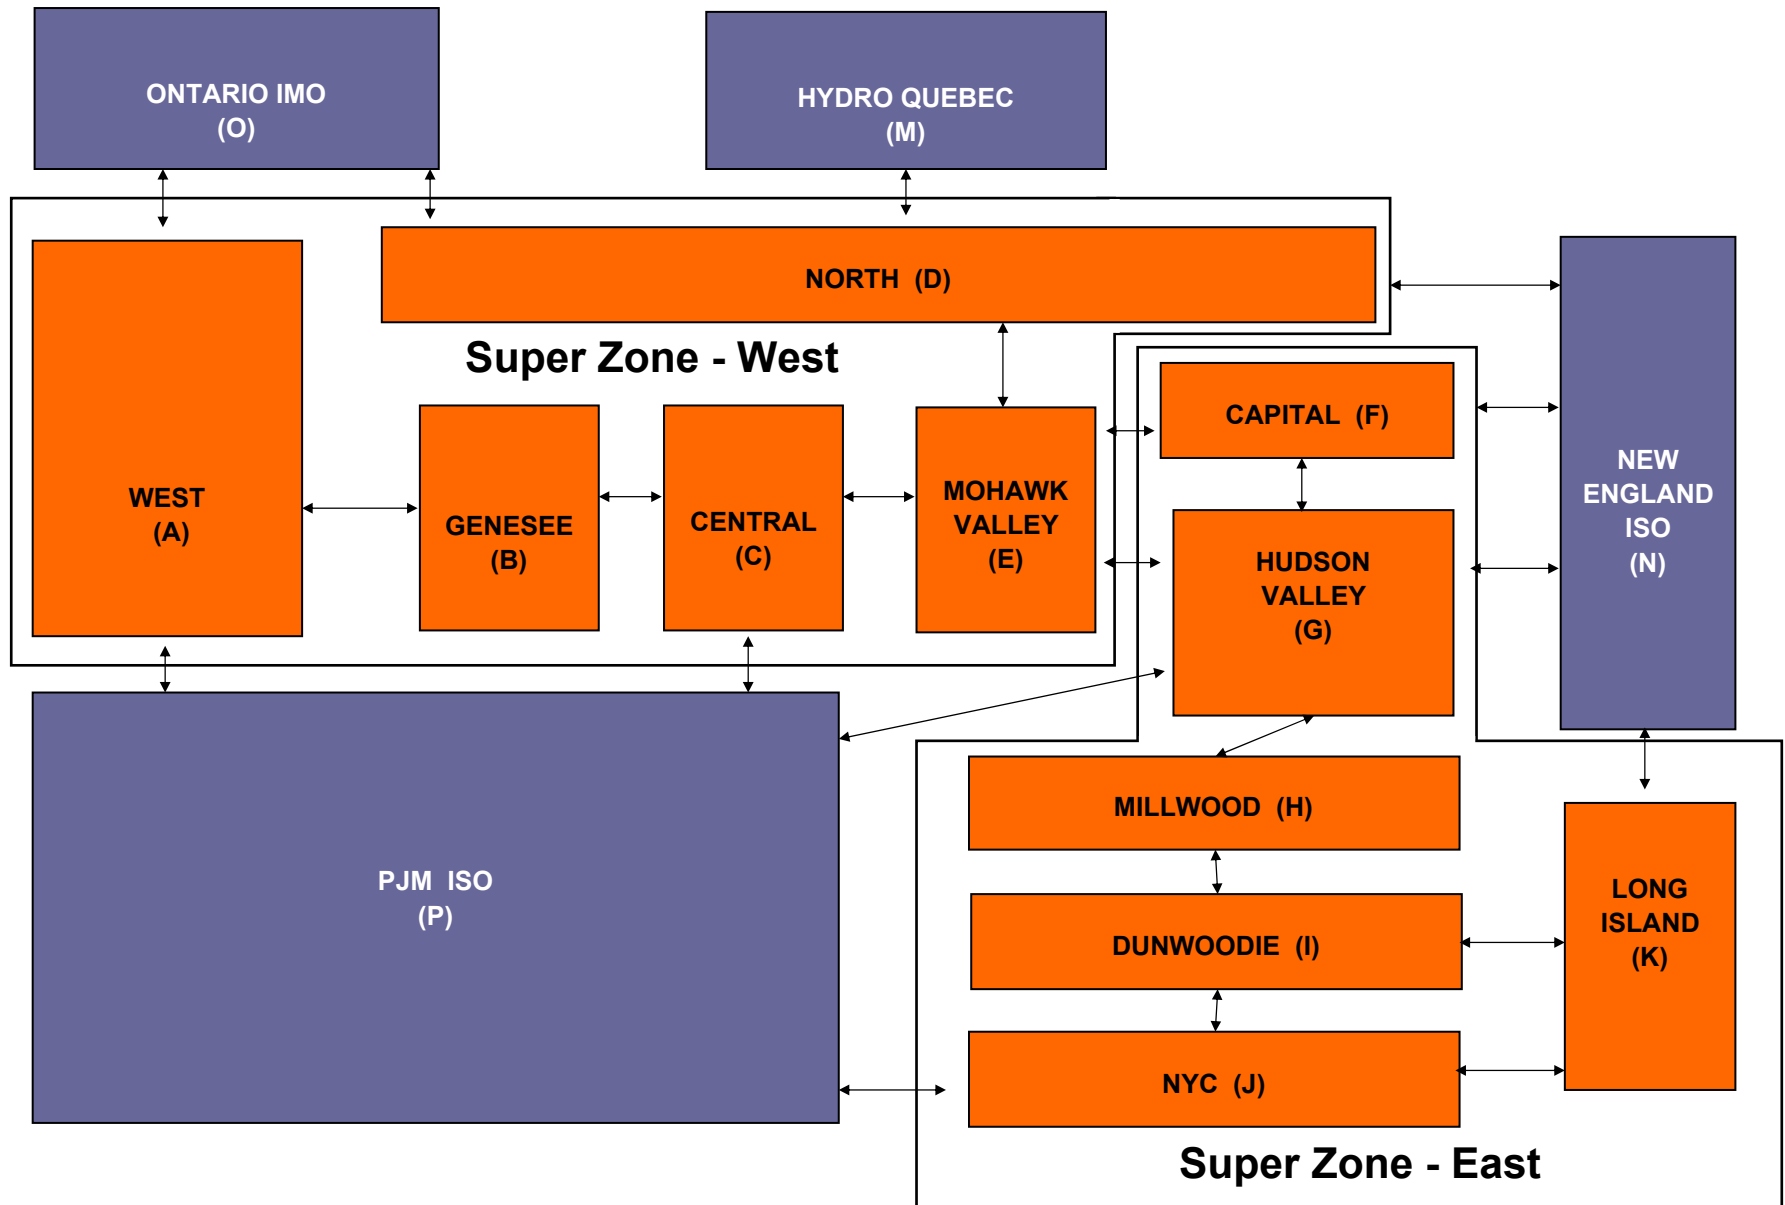 ONTARIO IMO
(O)
HYDRO QUEBEC
(M)
NORTH (D)
Super Zone - West
WEST
(A)
GENESEE
(B)
CENTRAL
(C)
MOHAWK
VALLEY
(E)
CAPITAL (F)
HUDSON
VALLEY
(G)
NEW
ENGLAND
ISO
(N)
PJM ISO
(P)
MILLWOOD (H)
DUNWOODIE (I)
NYC (J)
LONG
ISLAND
(K)
Super Zone - East